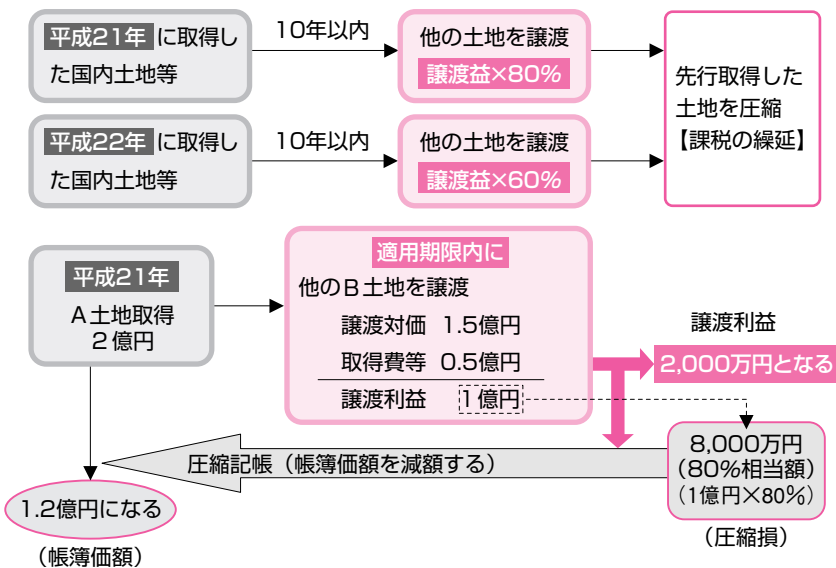 平成21年 に取得し
た国内土地等
10年以内
他の土地を譲渡
譲渡益×80%
平成22年 に取得し
た国内土地等
10年以内
他の土地を譲渡
譲渡益×60%
先行取得した
土地を圧縮
【課税の繰延】
平成21年
A土地取得
2億円
適用期限内に
他のB土地を譲渡
譲渡対価 1.5億円
取得費等 0.5億円
譲渡利益 1億円
譲渡利益
2,000万円となる
8,000万円
(80%相当額)
(1億円×80%)
(圧縮損)
圧縮記帳(帳簿価額を減額する)
1.2億円になる
(帳簿価額)